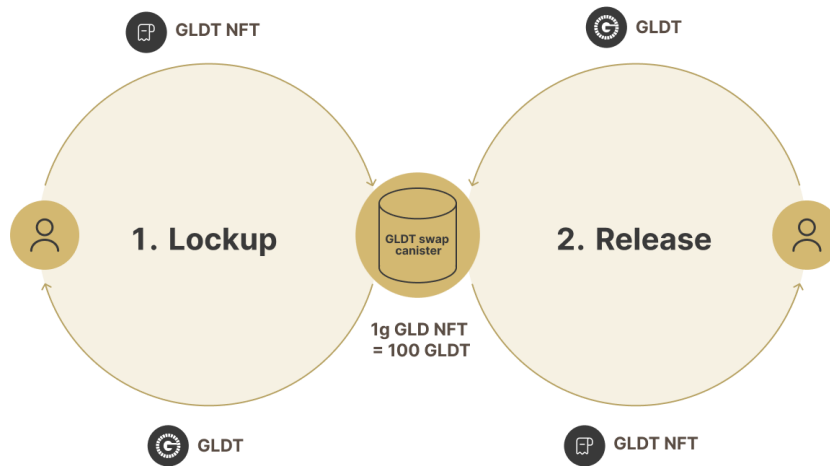 GLDT NFT
GLDT
1. Lockup
GLDT swap
canister
2. Release
1g GLD NFT
= 100 GLDT
GLDT
GLDT NFT